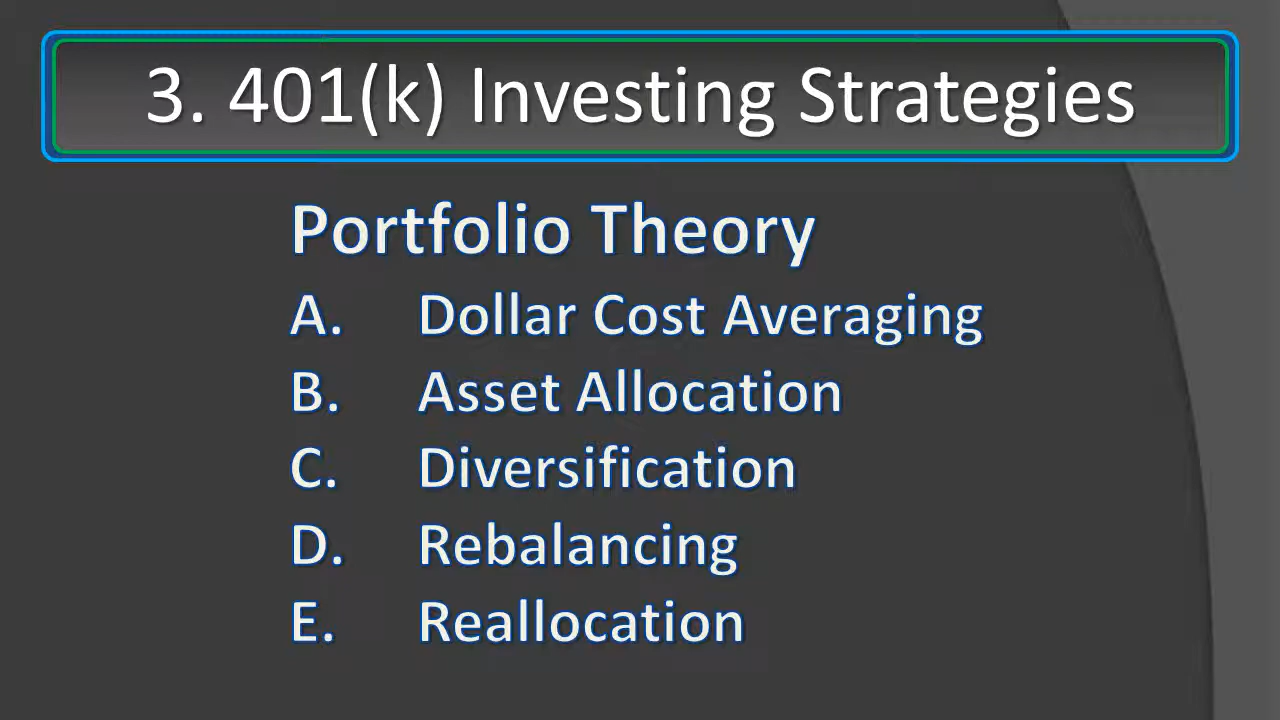 3. 401(k) Investing Strategies
Portfolio Theory
A. Dollar Cost Averaging
B. Asset Allocation
C. Diversification
D. Rebalancing
E. Reallocation